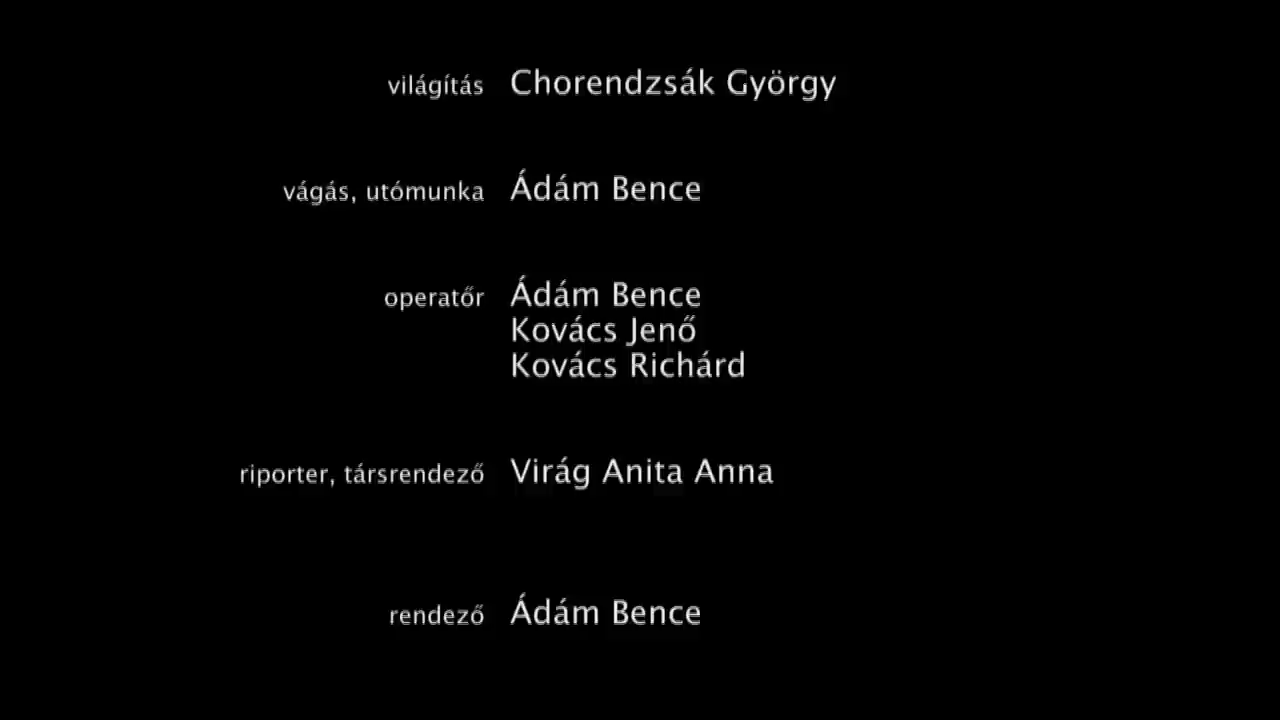 világítás Chorendzsák György
vágás, utómunka Ádám Bence
operatőr Ádám Bence
Kovács Jenő
Kovács Richárd
riporter, társrendező Virág Anita Anna
rendező Ádám Bence